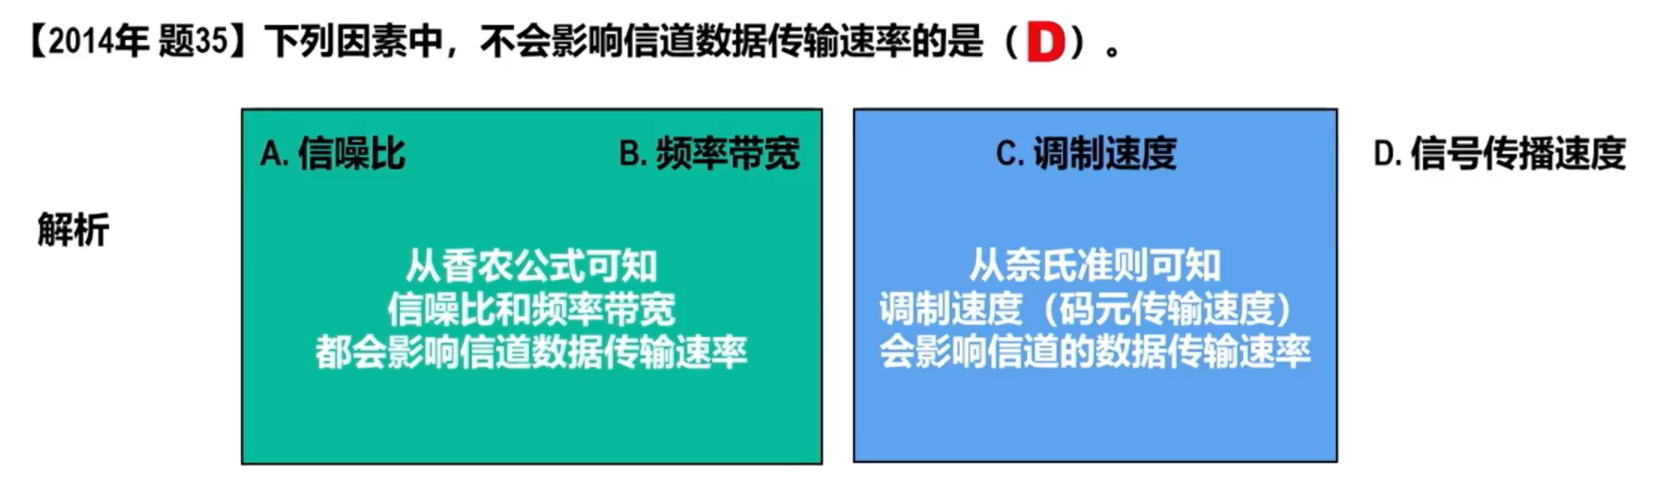 【2014年 题35】下列因素中，不会影响信道数据传输速率的是（D）。
A. 信噪比 B. 频率带宽 C. 调制速度 D. 信号传播速度
解析
从香农公式可知
信噪比和频率带宽
都会影响信道数据传输速率
从奈氏准则可知
调制速度（码元传输速度）
会影响信道的数据传输速率